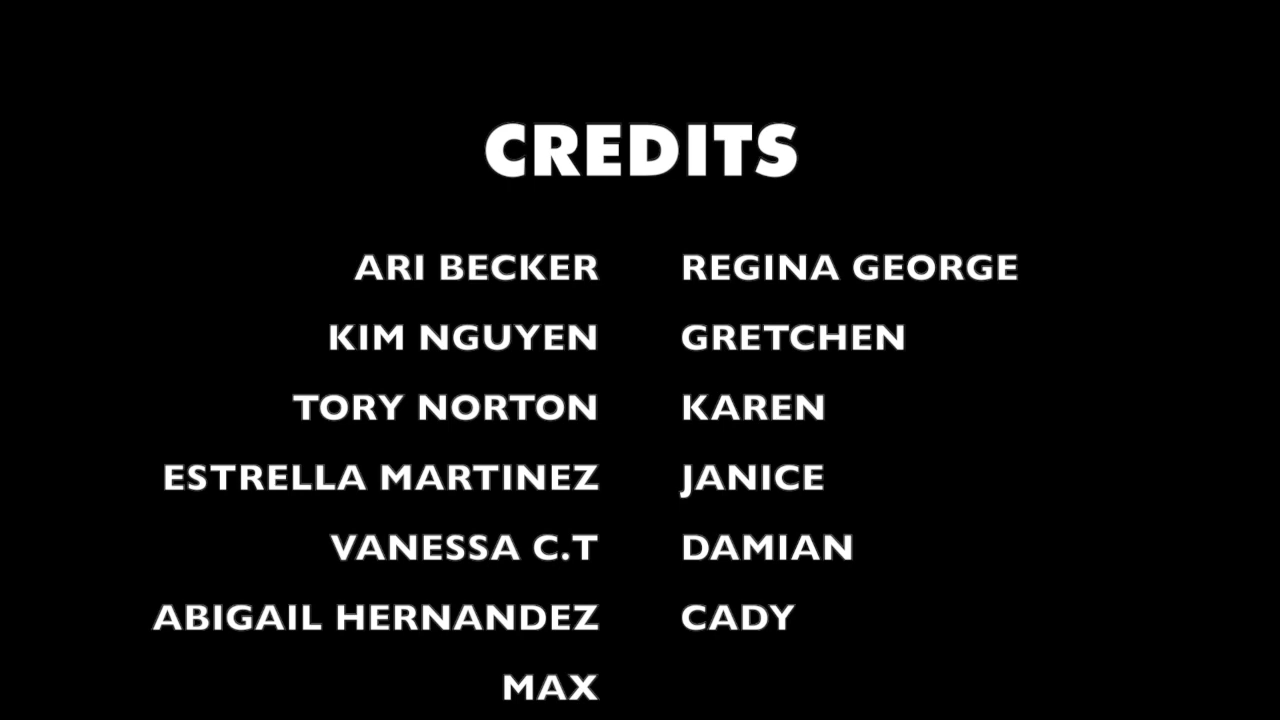 CREDITS
ARI BECKER REGINA GEORGE
KIM NGUYEN GRETCHEN
TORY NORTON KAREN
ESTRELLA MARTINEZ JANICE
VANESSA C.T DAMIAN
ABIGAIL HERNANDEZ CADY
MAX